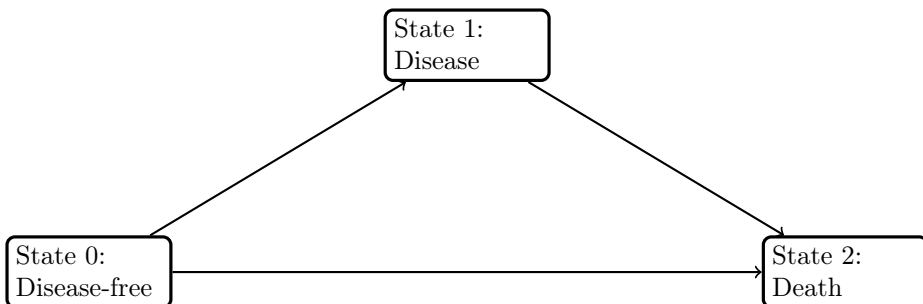 State 1:
Disease
State 0:
Disease-free
State 2:
Death